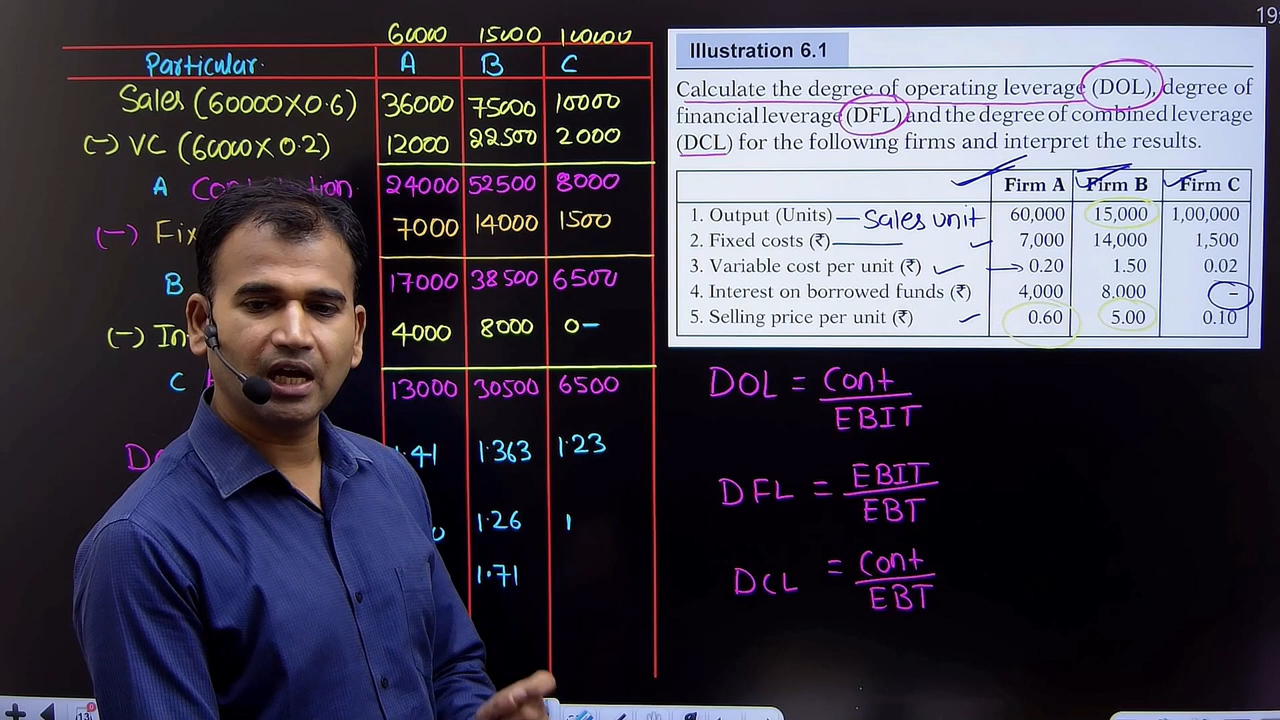 19
60000 15000 100000
Particular A B C
Sales (60000X0.6) 36000 75000 10000
(-) VC (60000X0.2) 12000 22500 2000
A 24000 52500 8000
(-) Fix 7000 14000 1500
B 17000 38500 6500
(-) In 4000 8000 0-
C 13000 30500 6500
1.363 1.23
1.26 1
1.71
Illustration 6.1
Calculate the degree of operating leverage (DOL), degree of
financial leverage (DFL) and the degree of combined leverage
(DCL) for the following firms and interpret the results.
Firm A Firm B Firm C
1. Output (Units) - Sales unit 60,000 15,000 1,00,000
2. Fixed costs (₹) 7,000 14,000 1,500
3. Variable cost per unit (₹) 0.20 1.50 0.02
4. Interest on borrowed funds (₹) 4,000 8,000 -
5. Selling price per unit (₹) 0.60 5.00 0.10
DOL = Cont
EBIT
DFL = EBIT
EBT
DCL = Cont
EBT
13